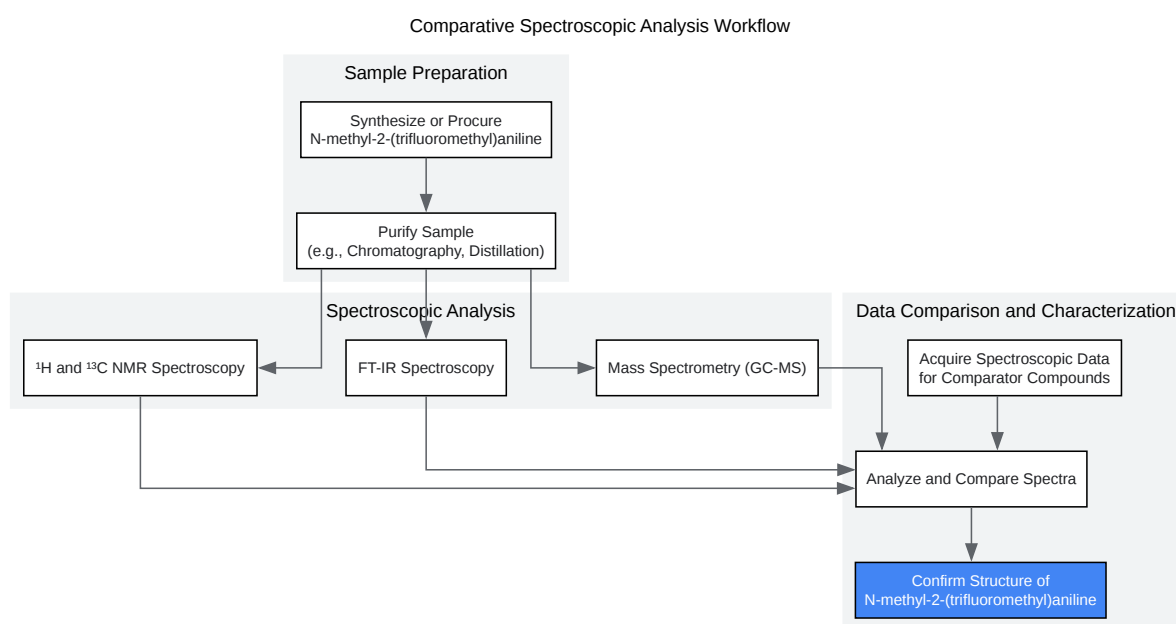 Comparative Spectroscopic Analysis Workflow
Sample Preparation
Synthesize or Procure
N-methyl-2-(trifluoromethyl)aniline
Purify Sample
(e.g., Chromatography, Distillation)
Spectroscopic Analysis
¹H and ¹³C NMR Spectroscopy
FT-IR Spectroscopy
Mass Spectrometry (GC-MS)
Data Comparison and Characterization
Acquire Spectroscopic Data
for Comparator Compounds
Analyze and Compare Spectra
Confirm Structure of
N-methyl-2-(trifluoromethyl)aniline